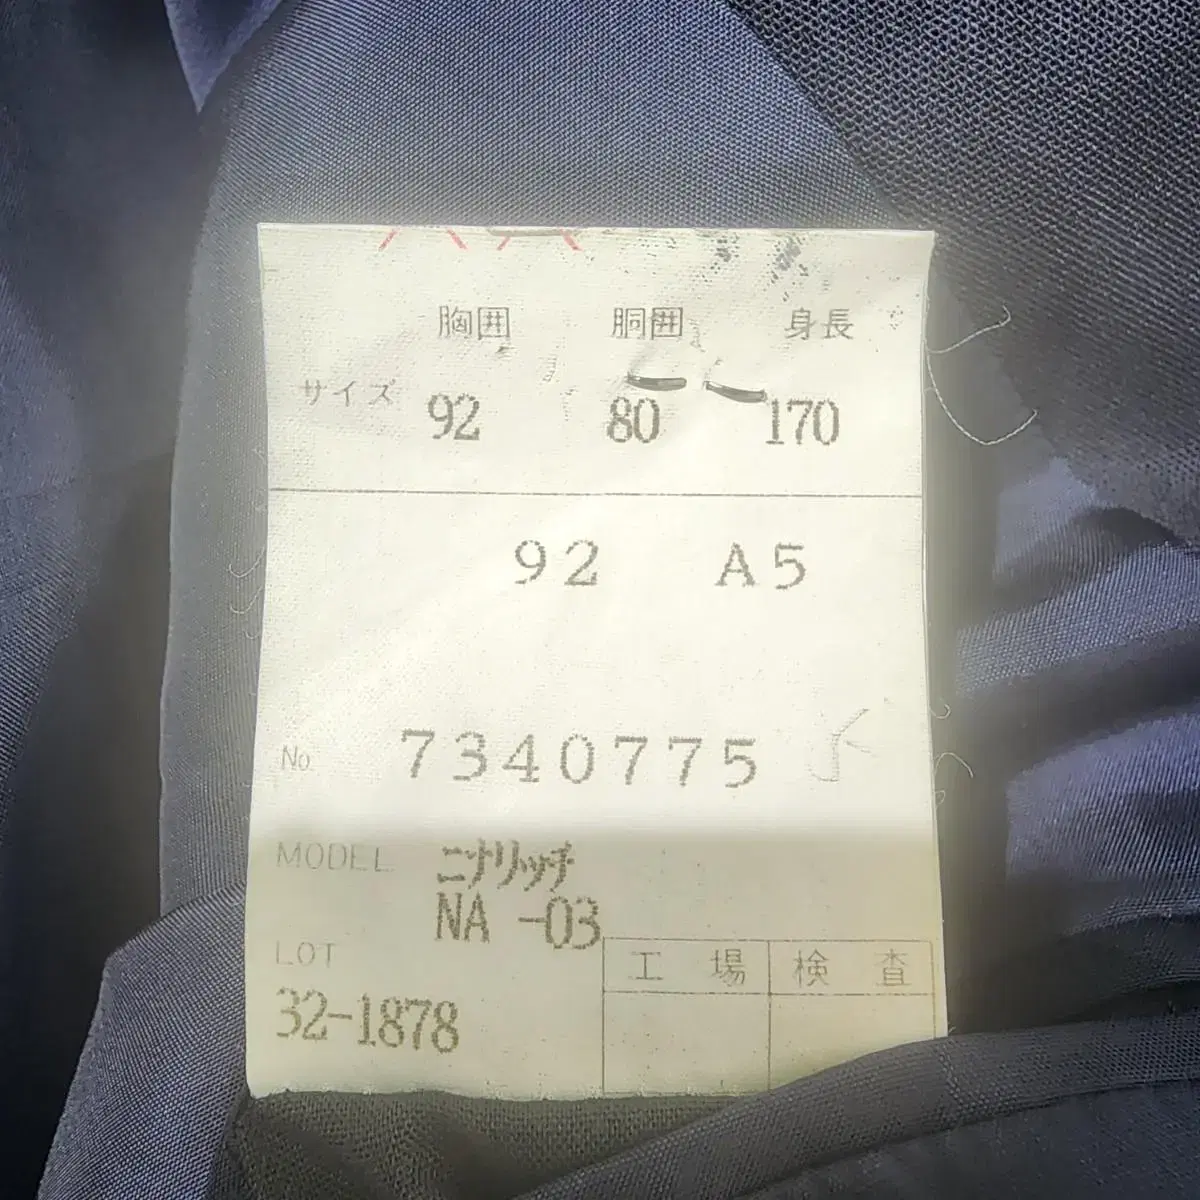 胸囲 胴囲 身長
サイズ 92 80 170
92 A5
No. 7340775
MODEL ニナリッチ
NA -03
LOT
32-1878
工場 検査